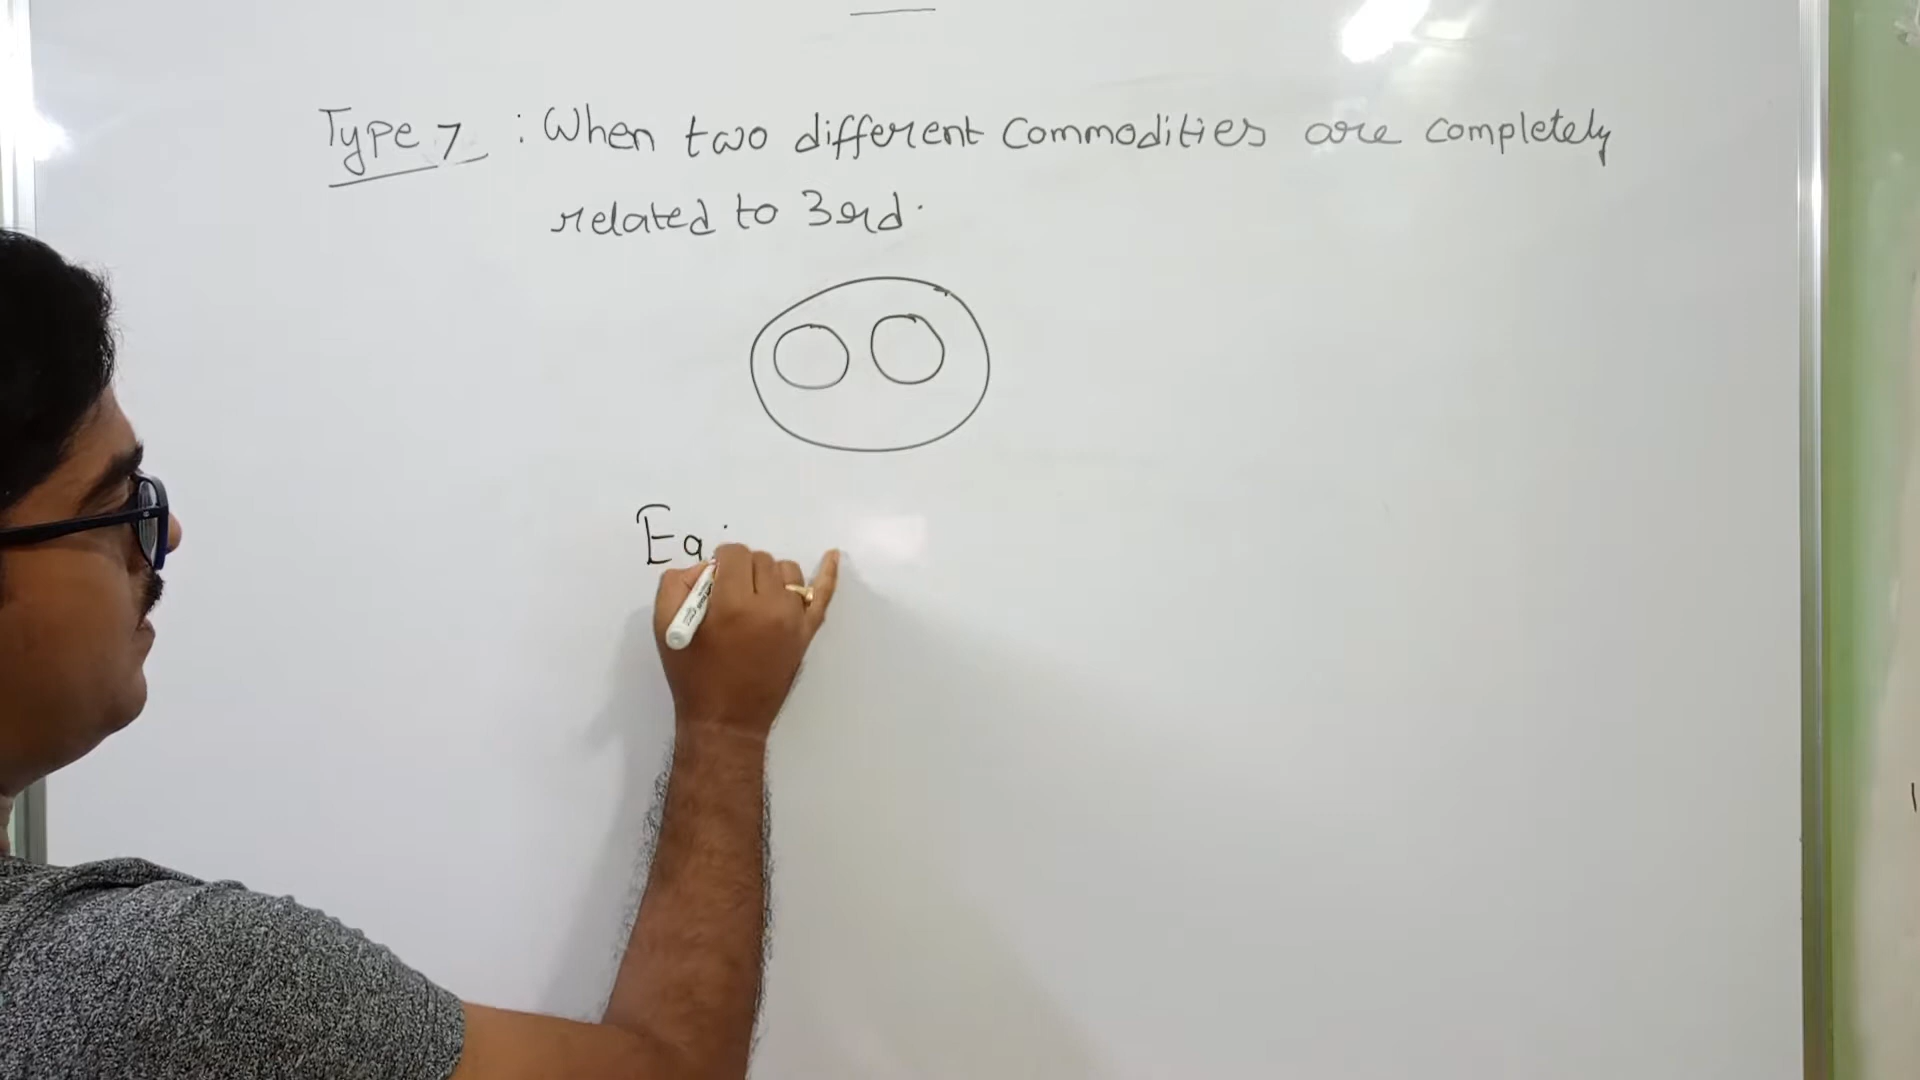 Type 7 : When two different commodities are completely
related to 3rd.
Eg: